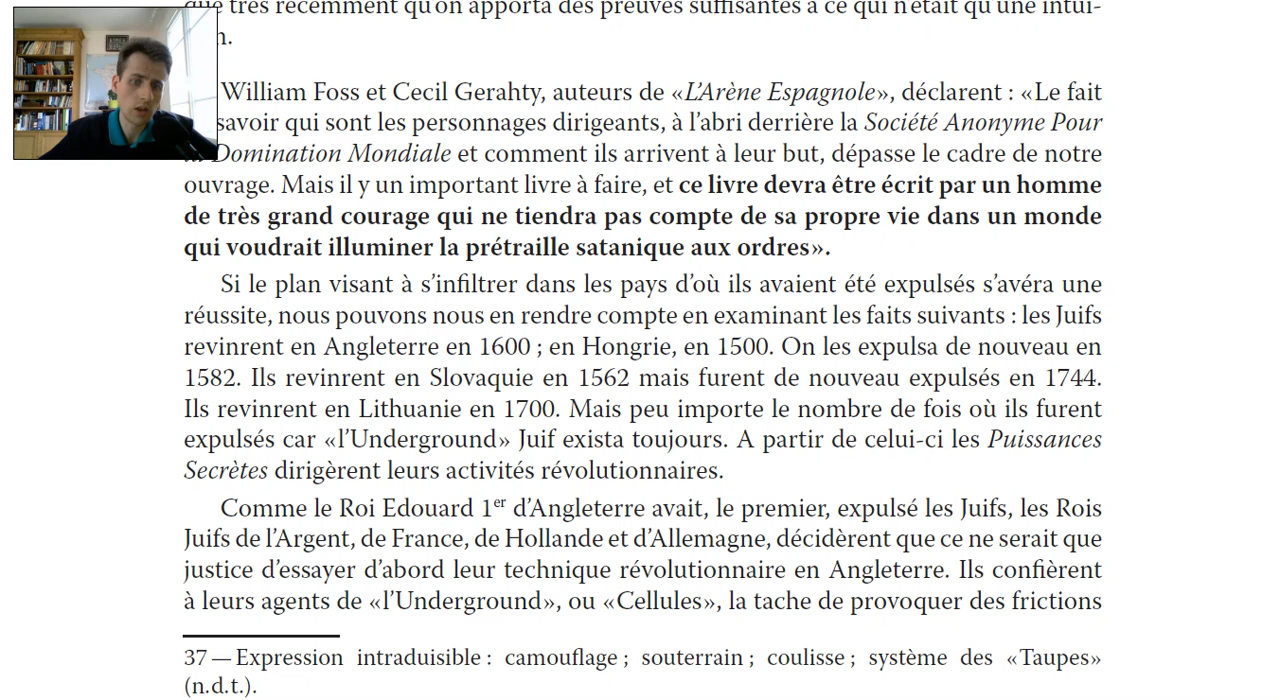 que très récemment qu'on apporta des preuves suffisantes à ce qui n'était qu'une intui-
n.
William Foss et Cecil Gerahty, auteurs de «L'Arène Espagnole», déclarent : «Le fait
savoir qui sont les personnages dirigeants, à l'abri derrière la Société Anonyme Pour
la Domination Mondiale et comment ils arrivent à leur but, dépasse le cadre de notre
ouvrage. Mais il y un important livre à faire, et ce livre devra être écrit par un homme
de très grand courage qui ne tiendra pas compte de sa propre vie dans un monde
qui voudrait illuminer la prétraille satanique aux ordres».
Si le plan visant à s'infiltrer dans les pays d'où ils avaient été expulsés s'avéra une
réussite, nous pouvons nous en rendre compte en examinant les faits suivants : les Juifs
revinrent en Angleterre en 1600 ; en Hongrie, en 1500. On les expulsa de nouveau en
1582. Ils revinrent en Slovaquie en 1562 mais furent de nouveau expulsés en 1744.
Ils revinrent en Lithuanie en 1700. Mais peu importe le nombre de fois où ils furent
expulsés car «l'Underground» Juif exista toujours. A partir de celui-ci les Puissances
Secrètes dirigèrent leurs activités révolutionnaires.
Comme le Roi Edouard 1er d'Angleterre avait, le premier, expulsé les Juifs, les Rois
Juifs de l'Argent, de France, de Hollande et d'Allemagne, décidèrent que ce ne serait que
justice d'essayer d'abord leur technique révolutionnaire en Angleterre. Ils confièrent
à leurs agents de «l'Underground», ou «Cellules», la tache de provoquer des frictions
37 — Expression intraduisible : camouflage ; souterrain ; coulisse ; système des «Taupes»
(n.d.t.).